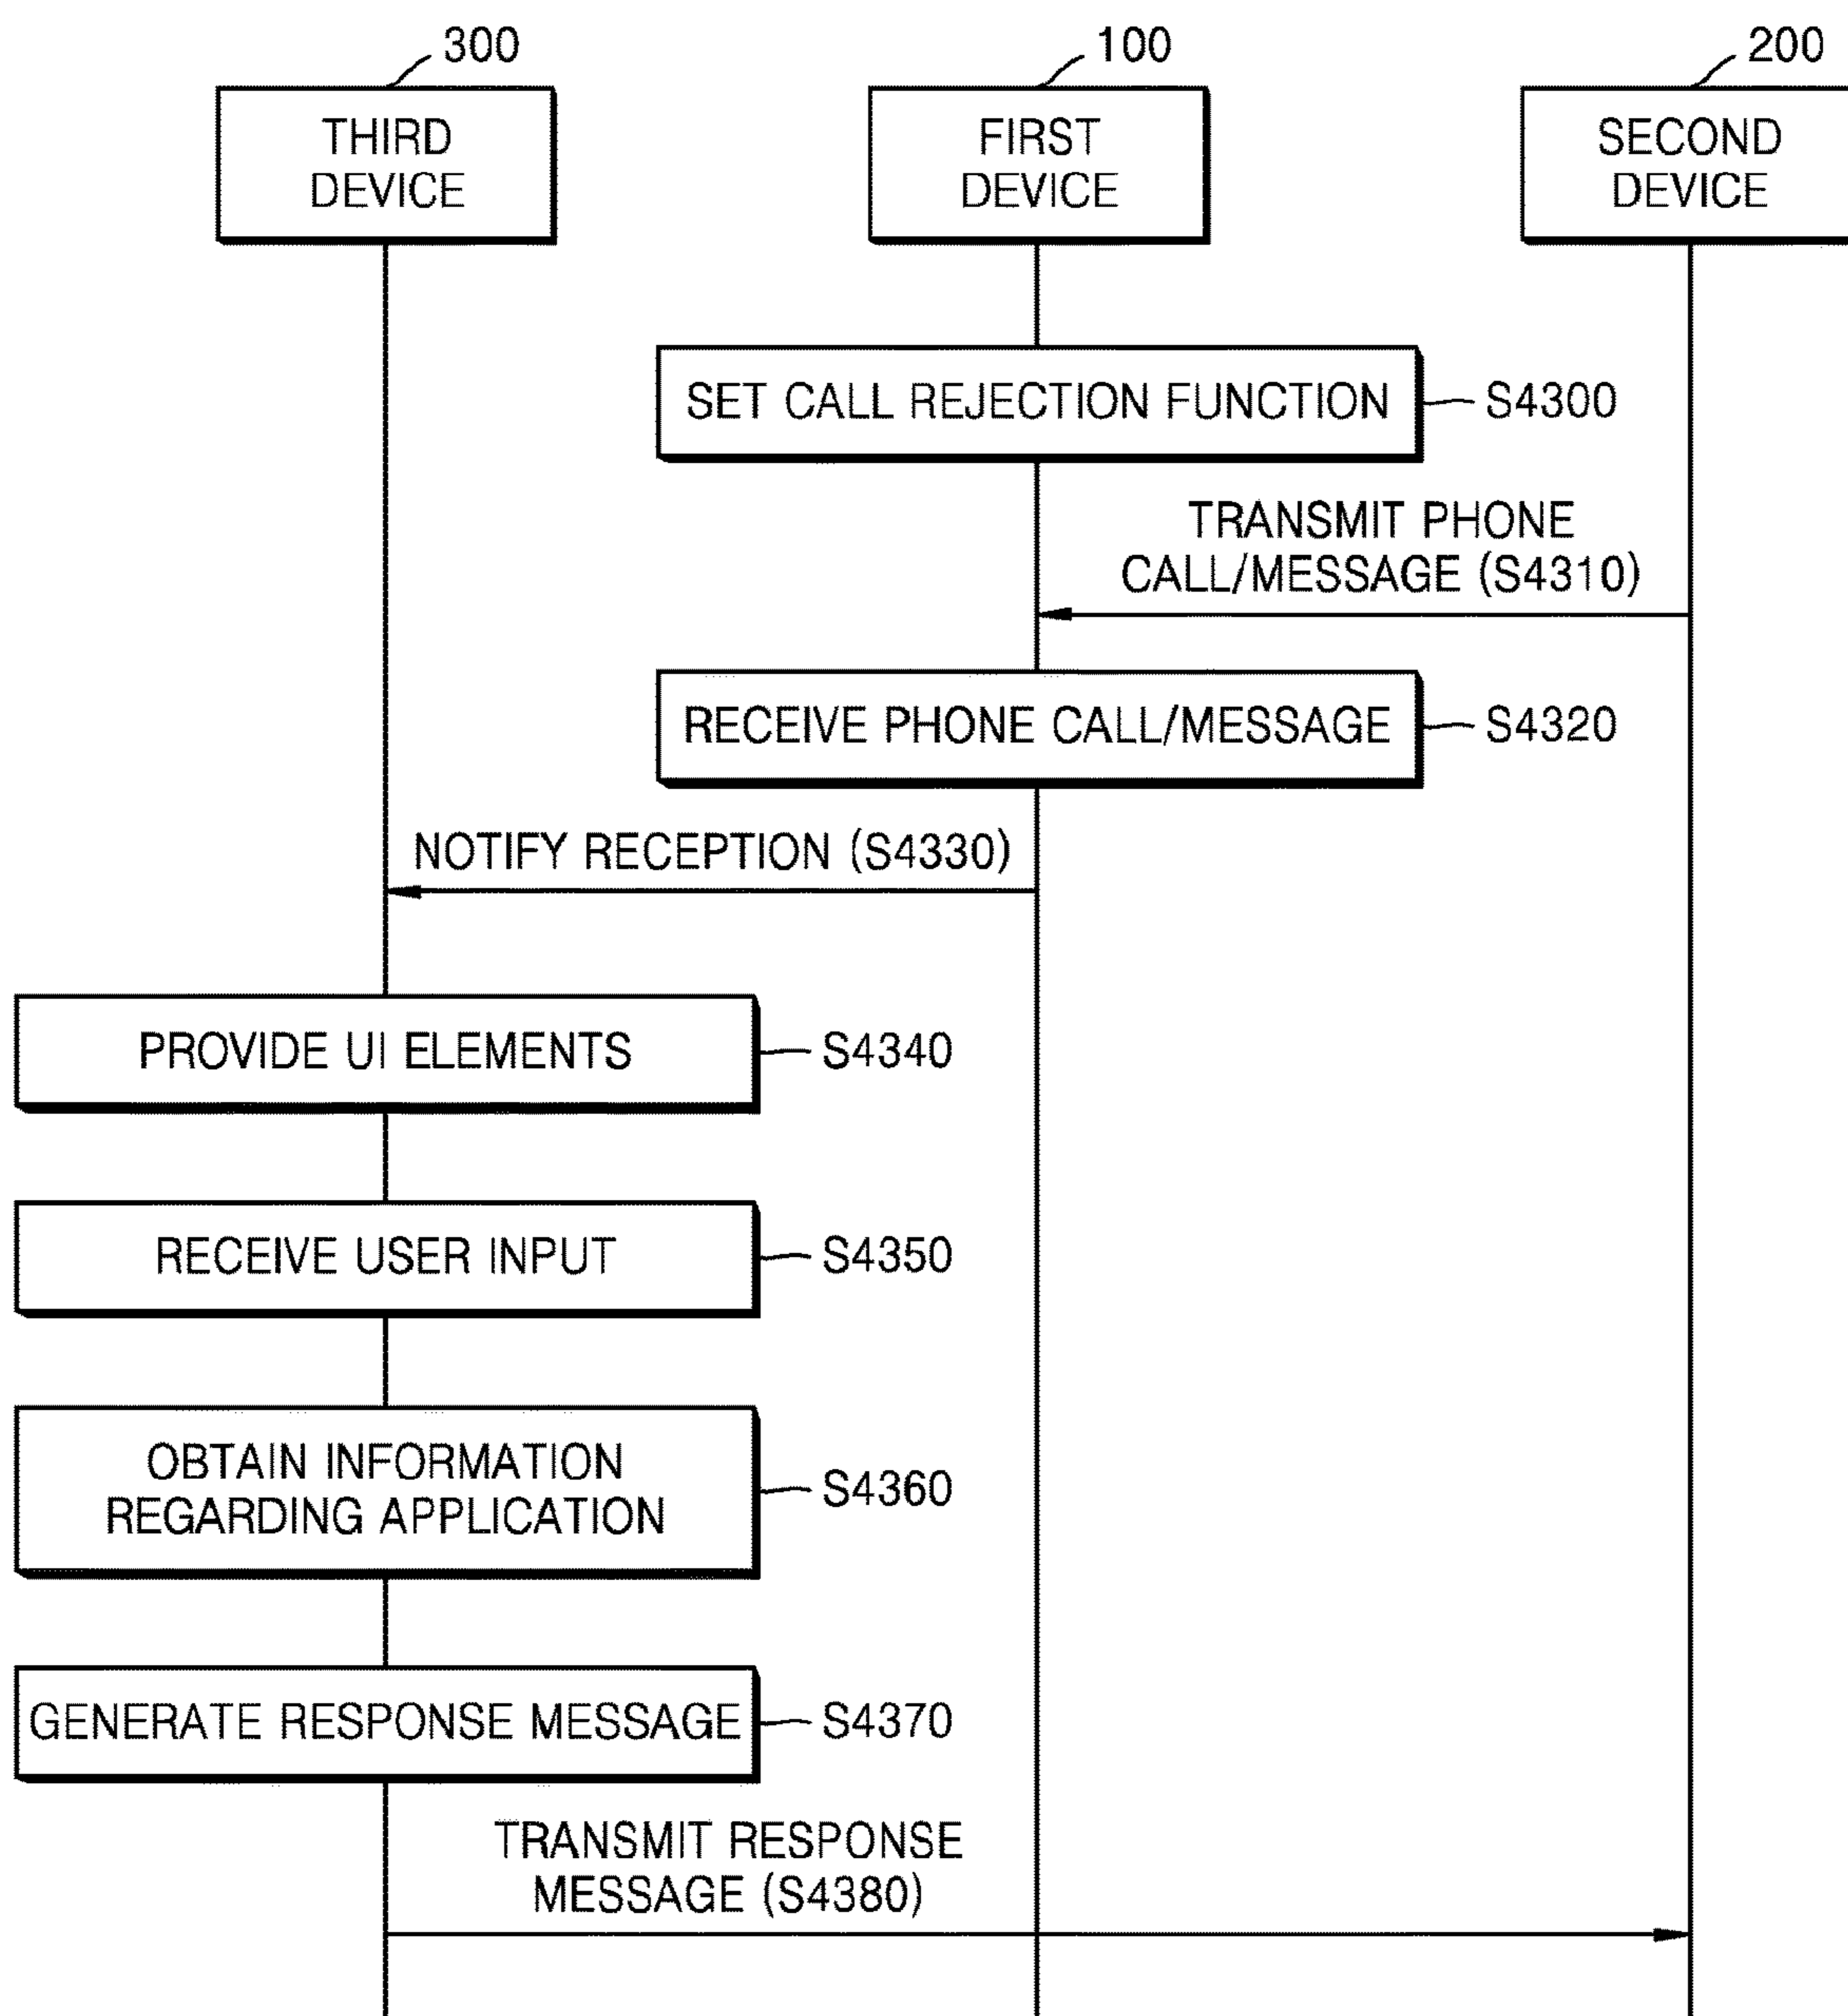 300
100
200
THIRD
DEVICE
FIRST
DEVICE
SECOND
DEVICE
SET CALL REJECTION FUNCTION
S4300
TRANSMIT PHONE
CALL/MESSAGE (S4310)
RECEIVE PHONE CALL/MESSAGE
S4320
NOTIFY RECEPTION (S4330)
PROVIDE UI ELEMENTS
S4340
RECEIVE USER INPUT
S4350
OBTAIN INFORMATION
REGARDING APPLICATION
S4360
GENERATE RESPONSE MESSAGE
S4370
TRANSMIT RESPONSE
MESSAGE (S4380)